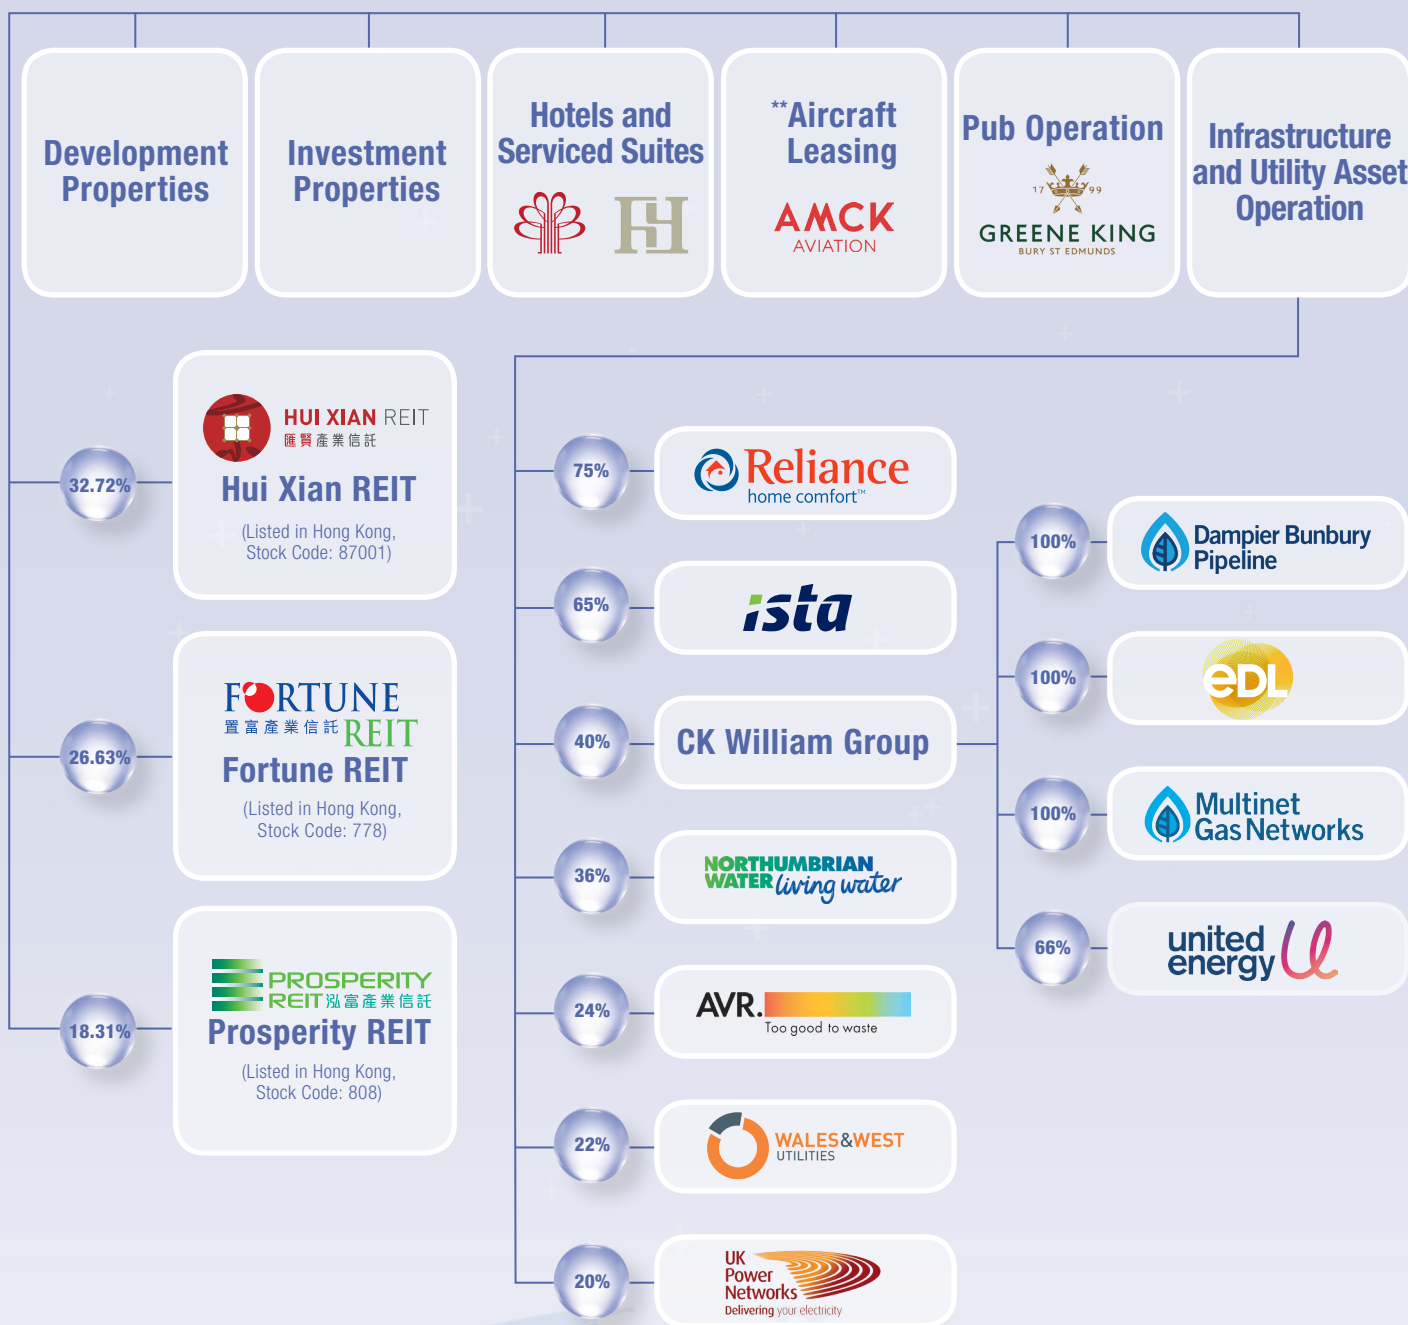 Development
Properties
Investment
Properties
Hotels and
Serviced Suites
**Aircraft
Leasing
AMCK
AVIATION
Pub Operation
17 99
GREENE KING
BURY ST EDMUNDS
Infrastructure
and Utility Asset
Operation
32.72%
HUI XIAN REIT
匯賢產業信託
Hui Xian REIT
(Listed in Hong Kong,
Stock Code: 87001)
26.63%
FORTUNE
置富產業信託 REIT
Fortune REIT
(Listed in Hong Kong,
Stock Code: 778)
18.31%
PROSPERITY
REIT 泓富產業信託
Prosperity REIT
(Listed in Hong Kong,
Stock Code: 808)
75%
Reliance
home comfort™
65%
ista
40%
CK William Group
36%
NORTHUMBRIAN
WATER living water
24%
AVR.
Too good to waste
22%
WALES&WEST
UTILITIES
20%
UK
Power
Networks
Delivering your electricity
100%
Dampier Bunbury
Pipeline
100%
eDL
100%
Multinet
Gas Networks
66%
united
energy